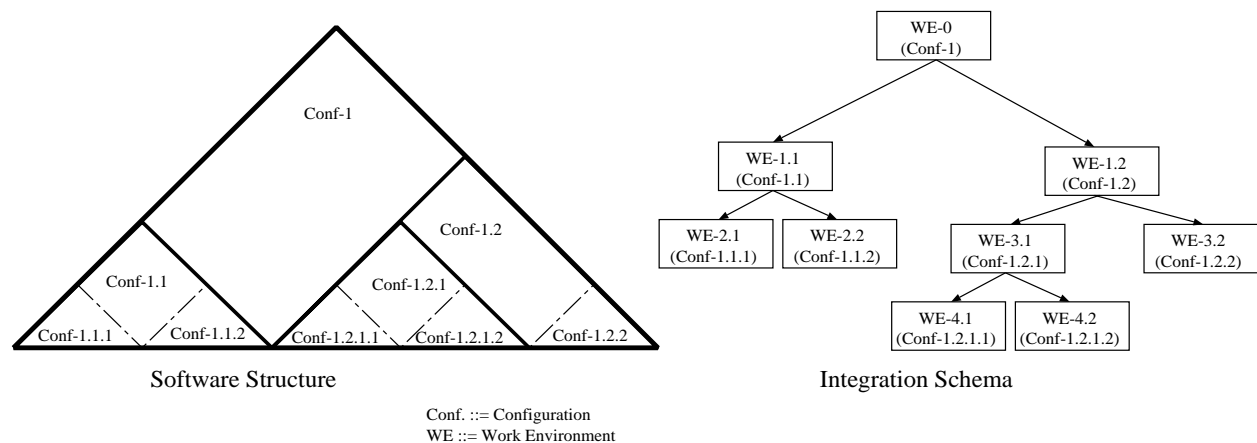 Conf-1
Conf-1.2
Conf-1.1
Conf-1.2.1
Conf-1.1.1
Conf-1.1.2
Conf-1.2.1.1
Conf-1.2.1.2
Conf-1.2.2
Software Structure
WE-0
(Conf-1)
WE-1.1
(Conf-1.1)
WE-1.2
(Conf-1.2)
WE-2.1
(Conf-1.1.1)
WE-2.2
(Conf-1.1.2)
WE-3.1
(Conf-1.2.1)
WE-3.2
(Conf-1.2.2)
WE-4.1
(Conf-1.2.1.1)
WE-4.2
(Conf-1.2.1.2)
Integration Schema
Conf. ::= Configuration
WE ::= Work Environment